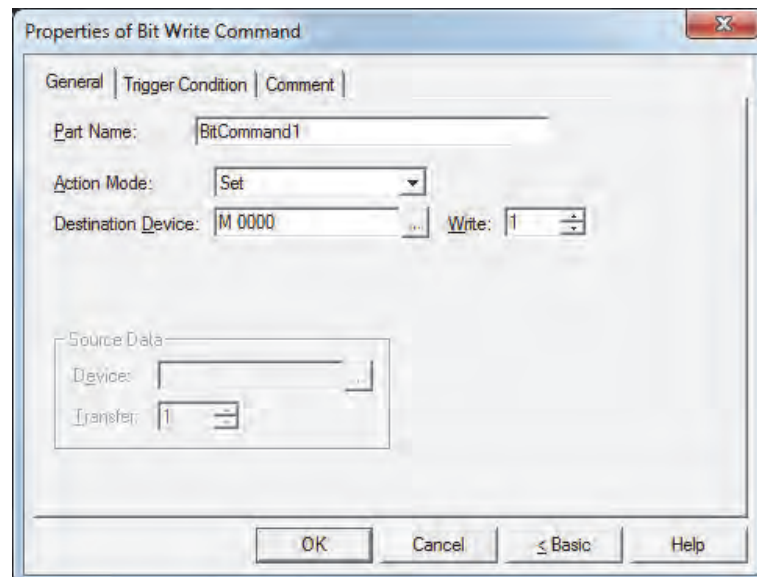 Properties of Bit Write Command
General Trigger Condition Comment
Part Name: BitCommand1
Action Mode: Set
Destination Device: M 0000 ... Write: 1
Source Data
Device: ...
Transfer: 1
OK Cancel < Basic Help